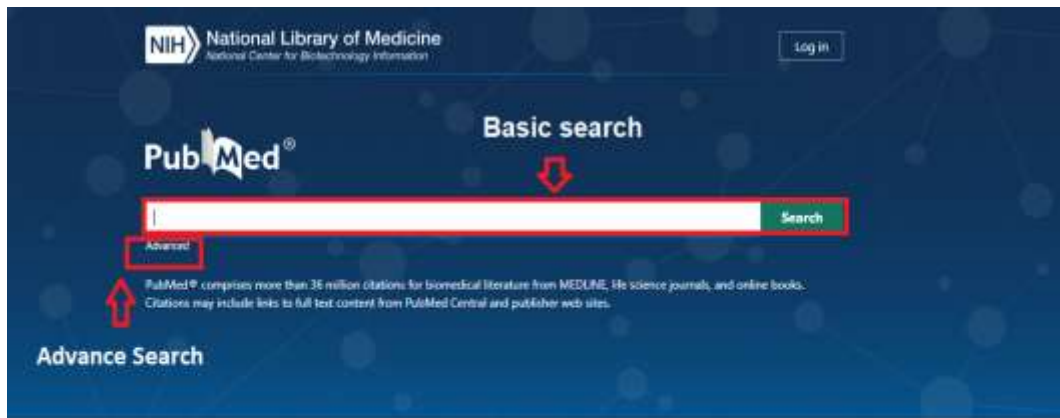 NIH National Library of Medicine
National Center for Biotechnology Information
Log in
Basic search
PubMed®
Search
Advanced
PubMed® comprises more than 36 million citations for biomedical literature from MEDLINE, life science journals, and online books.
Citations may include links to full text content from PubMed Central and publisher web sites.
Advance Search